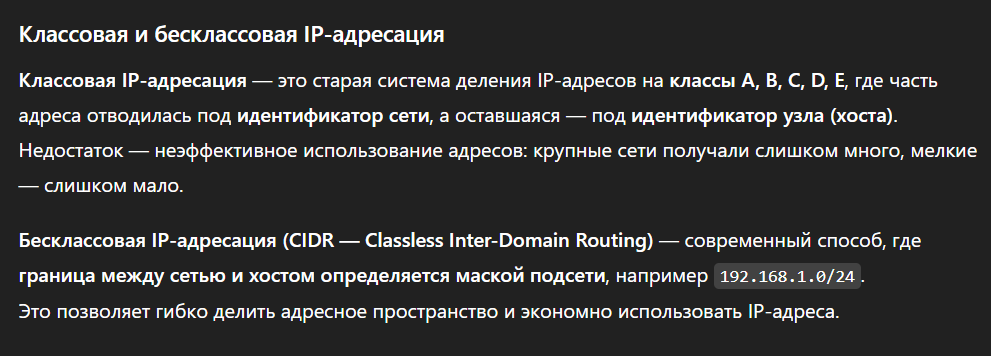 Классовая и бесклассовая IP-адресация
Классовая IP-адресация — это старая система деления IP-адресов на классы A, B, C, D, E, где часть
адреса отводилась под идентификатор сети, а оставшаяся — под идентификатор узла (хоста).
Недостаток — неэффективное использование адресов: крупные сети получали слишком много, мелкие
— слишком мало.
Бесклассовая IP-адресация (CIDR — Classless Inter-Domain Routing) — современный способ, где
граница между сетью и хостом определяется маской подсети, например 192.168.1.0/24.
Это позволяет гибко делить адресное пространство и экономно использовать IP-адреса.